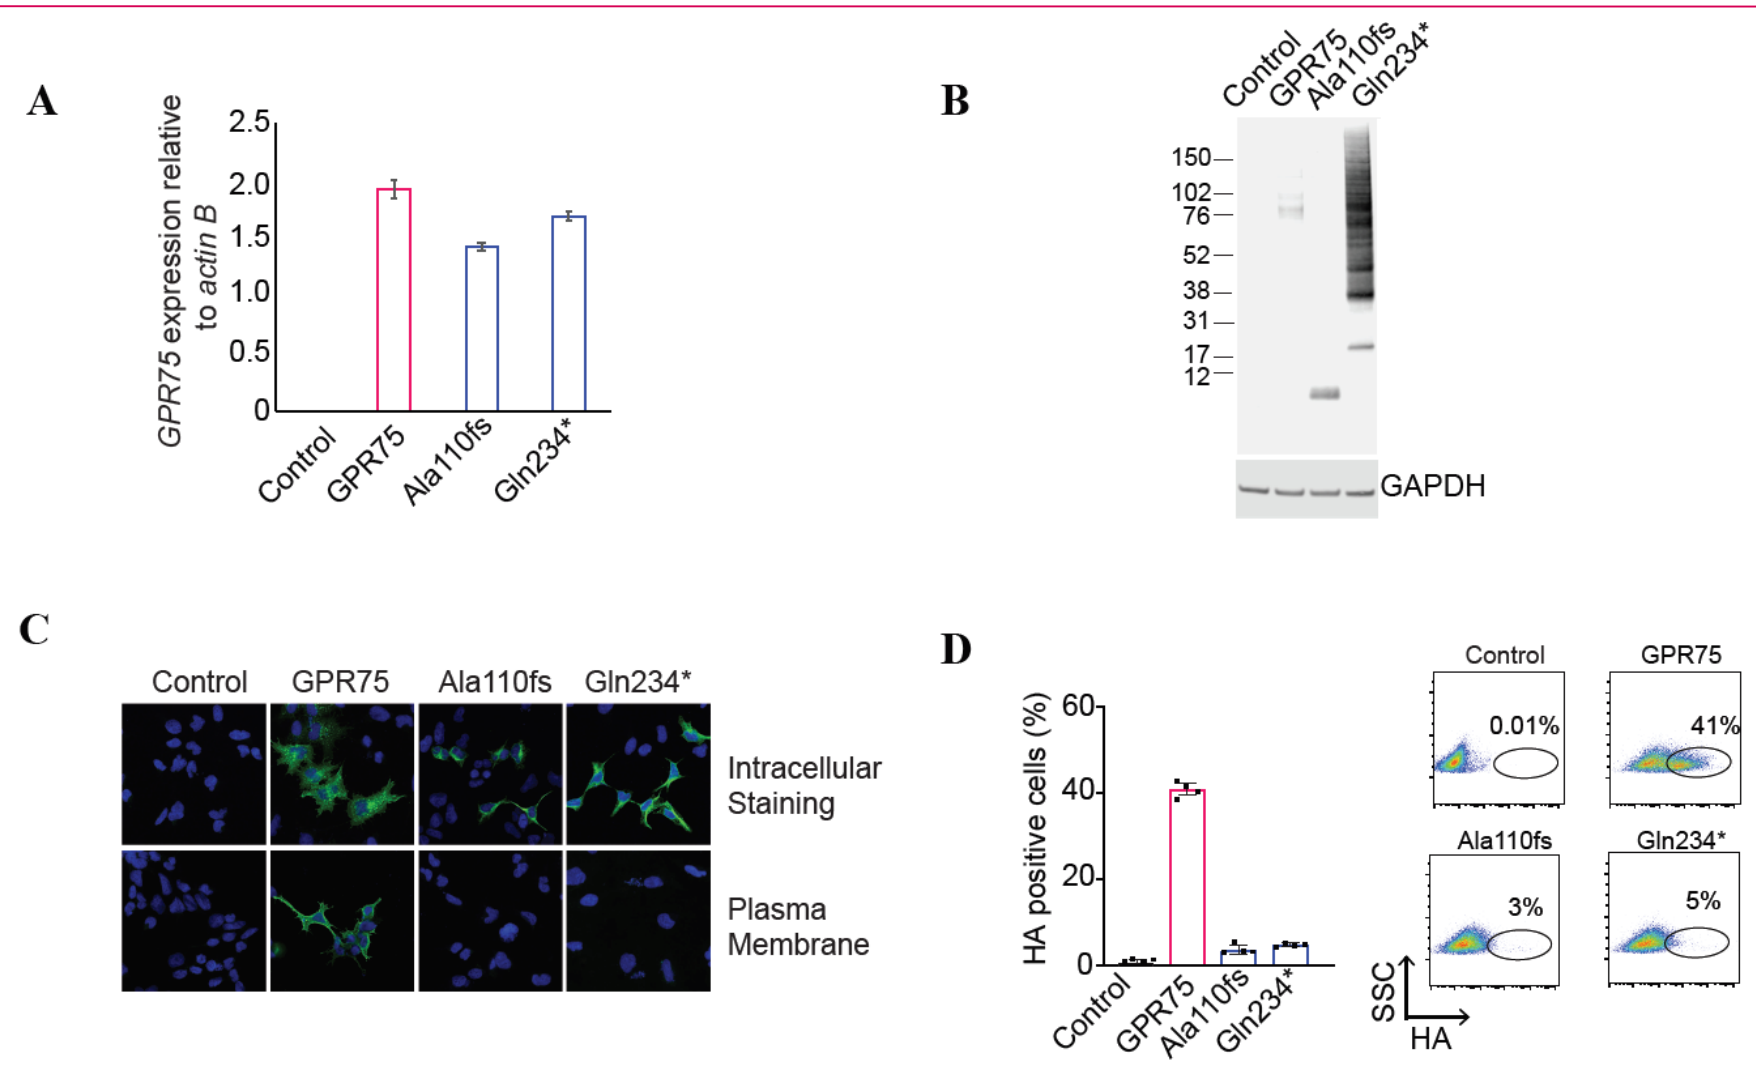 A
GPR75 expression relative
to actin B
2.5
2.0
1.5
1.0
0.5
0
Control
GPR75
Ala110fs
Gln234*
B
Control
GPR75
Ala110fs
Gln234*
150
102
76
52
38
31
17
12
GAPDH
C
Control
GPR75
Ala110fs
Gln234*
Intracellular
Staining
Plasma
Membrane
D
HA positive cells (%)
60
40
20
0
Control
GPR75
Ala110fs
Gln234*
Control
0.01%
GPR75
41%
Ala110fs
3%
Gln234*
5%
SSC
HA